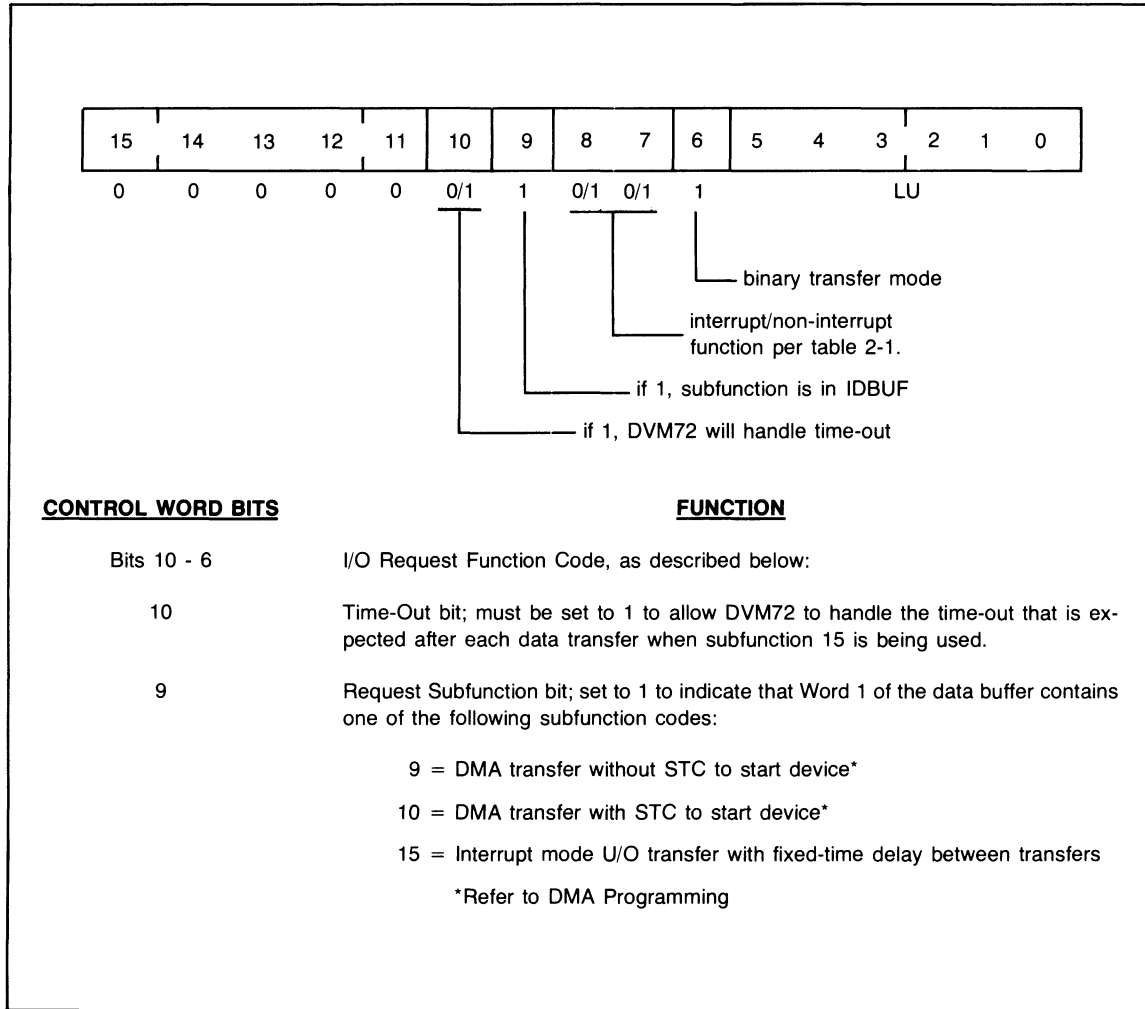 15 14 13 12 11 10 9 8 7 6 5 4 3 2 1 0
0 0 0 0 0 0/1 1 0/1 0/1 1 LU
binary transfer mode
interrupt/non-interrupt
function per table 2-1.
if 1, subfunction is in IDBUF
if 1, DVM72 will handle time-out
CONTROL WORD BITS FUNCTION
Bits 10 - 6 I/O Request Function Code, as described below:
10 Time-Out bit; must be set to 1 to allow DVM72 to handle the time-out that is ex-
pected after each data transfer when subfunction 15 is being used.
9 Request Subfunction bit; set to 1 to indicate that Word 1 of the data buffer contains
one of the following subfunction codes:
9 = DMA transfer without STC to start device*
10 = DMA transfer with STC to start device*
15 = Interrupt mode U/O transfer with fixed-time delay between transfers
*Refer to DMA Programming